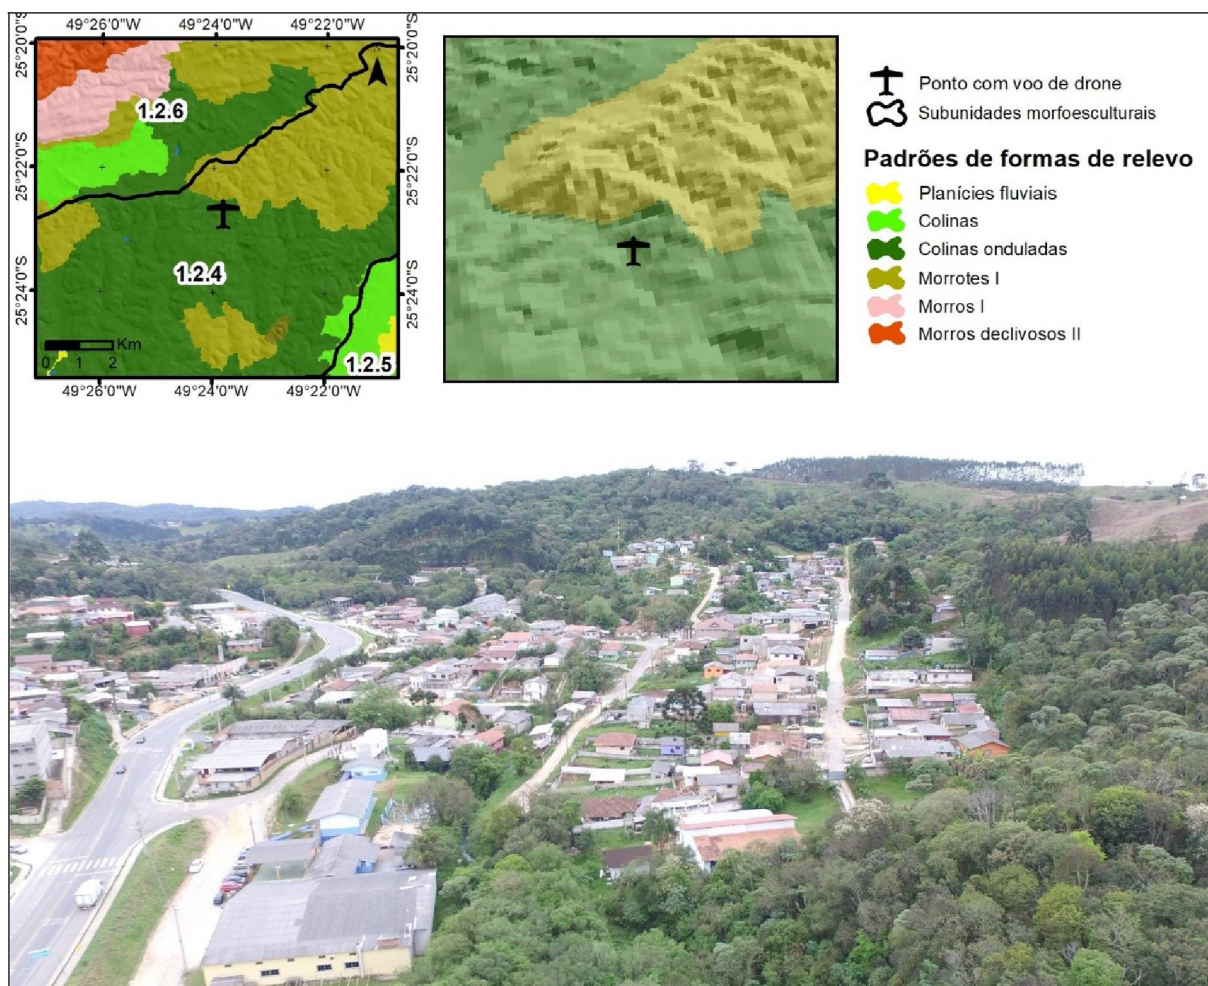 49°26'0"W 49°24'0"W 49°22'0"W
25°20'0"S
25°20'0"S
1.2.6
25°22'0"S
25°22'0"S
1.2.4
25°24'0"S
25°24'0"S
Km
0 1 2
1.2.5
49°26'0"W 49°24'0"W 49°22'0"W
Ponto com voo de drone
Subunidades morfoesculturais
Padrões de formas de relevo
Planícies fluviais
Colinas
Colinas onduladas
Morrotes I
Morros I
Morros declivosos II